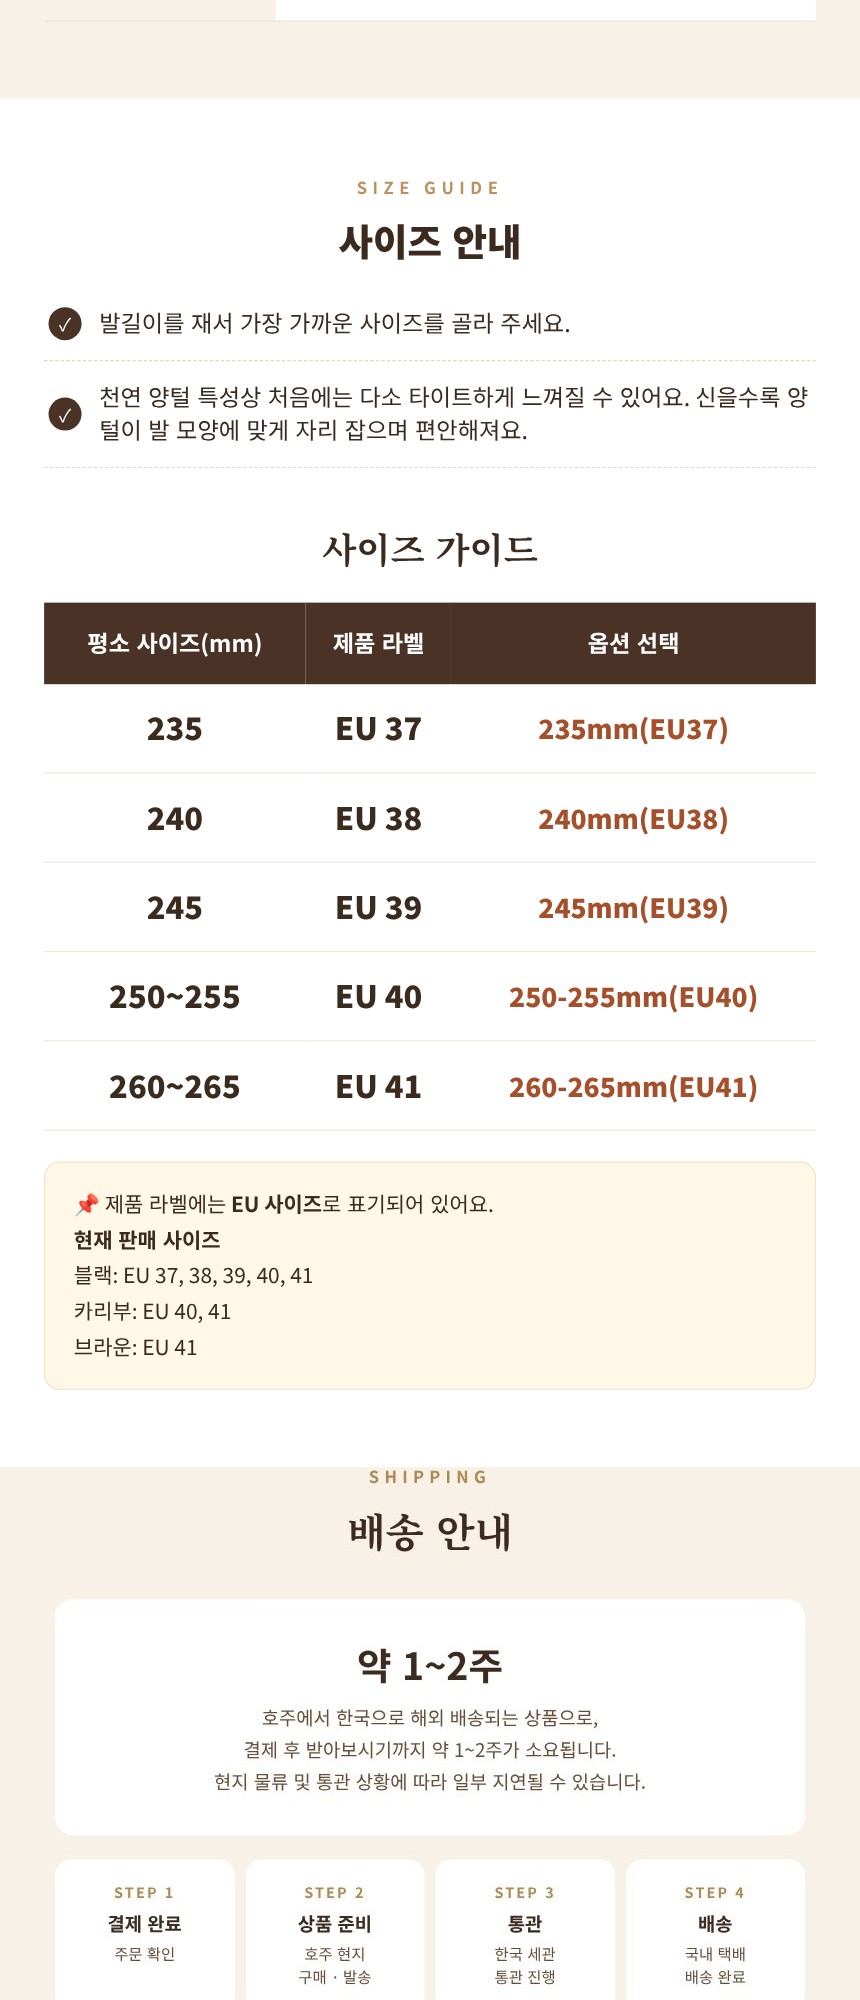 SIZE GUIDE
사이즈 안내
✓ 발길이를 재서 가장 가까운 사이즈를 골라 주세요.
✓ 천연 양털 특성상 처음에는 다소 타이트하게 느껴질 수 있어요. 신을수록 양
털이 발 모양에 맞게 자리 잡으며 편안해져요.
사이즈 가이드
평소 사이즈(mm) 제품 라벨 옵션 선택
235 EU 37 235mm(EU37)
240 EU 38 240mm(EU38)
245 EU 39 245mm(EU39)
250~255 EU 40 250-255mm(EU40)
260~265 EU 41 260-265mm(EU41)
📌 제품 라벨에는 EU 사이즈로 표기되어 있어요.
현재 판매 사이즈
블랙: EU 37, 38, 39, 40, 41
카리부: EU 40, 41
브라운: EU 41
SHIPPING
배송 안내
약 1~2주
호주에서 한국으로 해외 배송되는 상품으로,
결제 후 받아보시기까지 약 1~2주가 소요됩니다.
현지 물류 및 통관 상황에 따라 일부 지연될 수 있습니다.
STEP 1
결제 완료
주문 확인
STEP 2
상품 준비
호주 현지
구매 · 발송
STEP 3
통관
한국 세관
통관 진행
STEP 4
배송
국내 택배
배송 완료